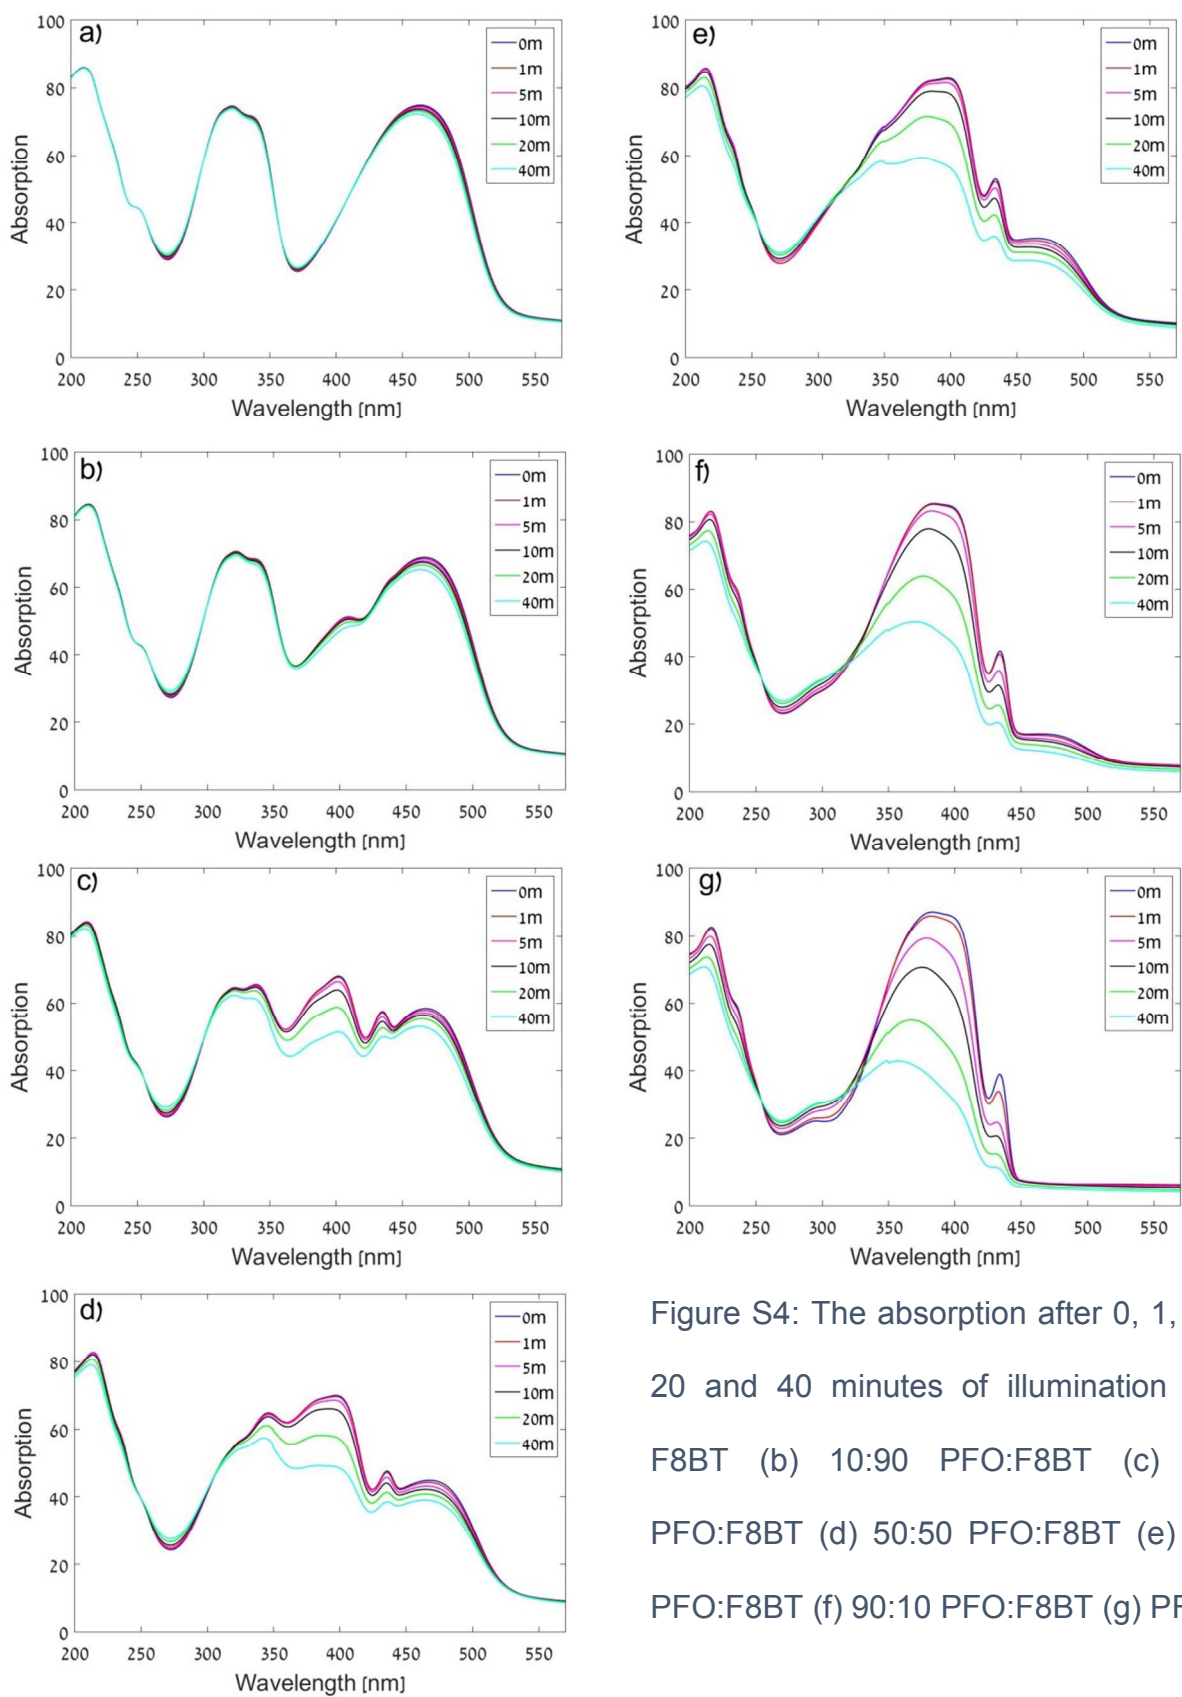 a)
100
80
60
40
20
0
Absorption
200 250 300 350 400 450 500 550
Wavelength [nm]
0m
1m
5m
10m
20m
40m
b)
100
80
60
40
20
0
Absorption
200 250 300 350 400 450 500 550
Wavelength [nm]
0m
1m
5m
10m
20m
40m
c)
100
80
60
40
20
0
Absorption
200 250 300 350 400 450 500 550
Wavelength [nm]
0m
1m
5m
10m
20m
40m
d)
100
80
60
40
20
0
Absorption
200 250 300 350 400 450 500 550
Wavelength [nm]
0m
1m
5m
10m
20m
40m
e)
100
80
60
40
20
0
Absorption
200 250 300 350 400 450 500 550
Wavelength [nm]
0m
1m
5m
10m
20m
40m
f)
100
80
60
40
20
0
Absorption
200 250 300 350 400 450 500 550
Wavelength [nm]
0m
1m
5m
10m
20m
40m
g)
100
80
60
40
20
0
Absorption
200 250 300 350 400 450 500 550
Wavelength [nm]
0m
1m
5m
10m
20m
40m
Figure S4: The absorption after 0, 1,
20 and 40 minutes of illumination
F8BT (b) 10:90 PFO:F8BT (c)
PFO:F8BT (d) 50:50 PFO:F8BT (e)
PFO:F8BT (f) 90:10 PFO:F8BT (g)